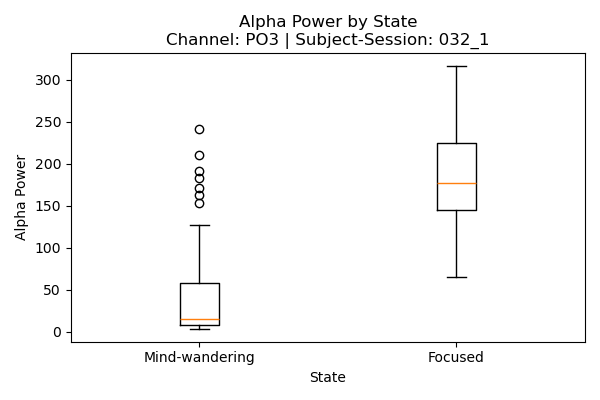 Alpha Power by State
Channel: PO3 | Subject-Session: 032_1
300
250
200
150
100
50
0
Alpha Power
Mind-wandering
Focused
State